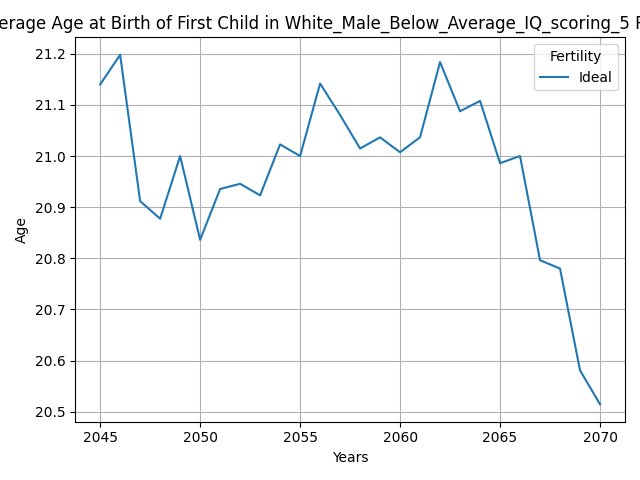 erage Age at Birth of First Child in White_Male_Below_Average_IQ_scoring_5
Fertility
Ideal
21.2
21.1
21.0
20.9
20.8
20.7
20.6
20.5
Age
2045 2050 2055 2060 2065 2070
Years